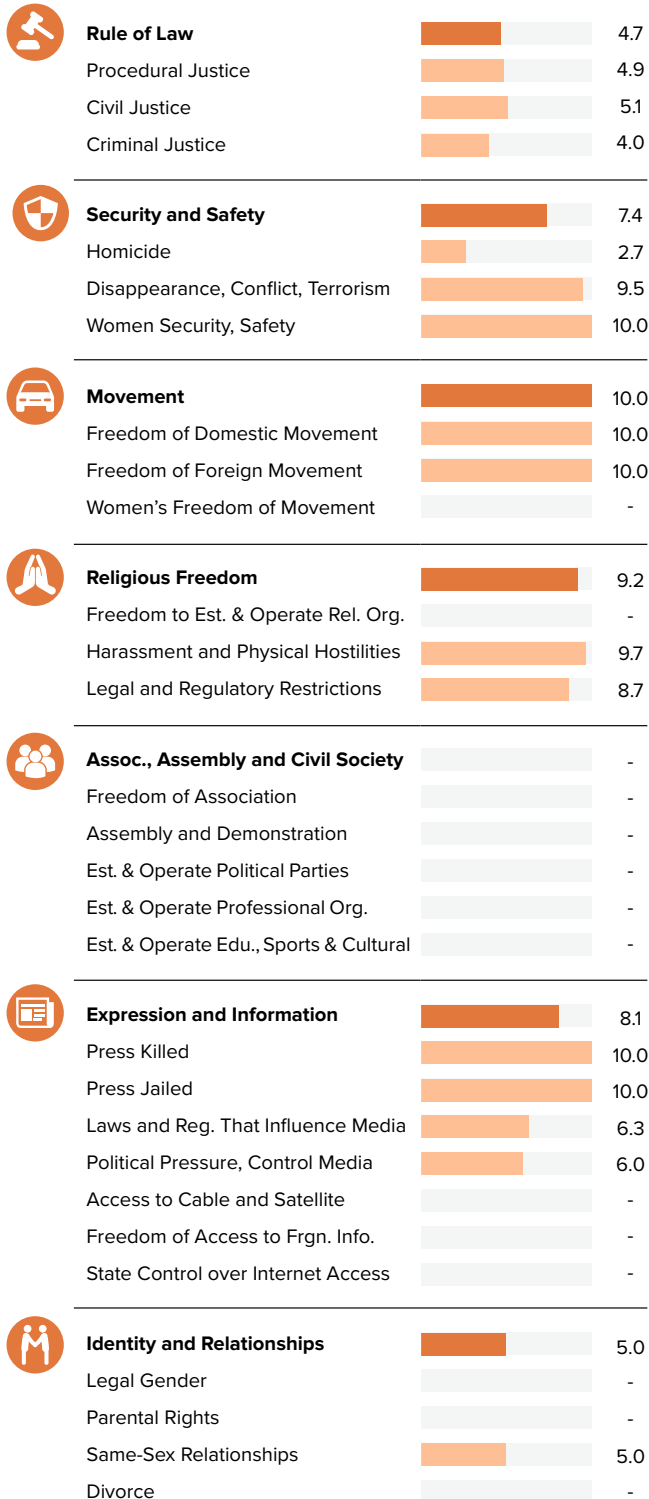 Rule of Law 4.7
Procedural Justice 4.9
Civil Justice 5.1
Criminal Justice 4.0
Security and Safety 7.4
Homicide 2.7
Disappearance, Conflict, Terrorism 9.5
Women Security, Safety 10.0
Movement 10.0
Freedom of Domestic Movement 10.0
Freedom of Foreign Movement 10.0
Women’s Freedom of Movement -
Religious Freedom 9.2
Freedom to Est. & Operate Rel. Org. -
Harassment and Physical Hostilities 9.7
Legal and Regulatory Restrictions 8.7
Assoc., Assembly and Civil Society -
Freedom of Association -
Assembly and Demonstration -
Est. & Operate Political Parties -
Est. & Operate Professional Org. -
Est. & Operate Edu., Sports & Cultural -
Expression and Information 8.1
Press Killed 10.0
Press Jailed 10.0
Laws and Reg. That Influence Media 6.3
Political Pressure, Control Media 6.0
Access to Cable and Satellite -
Freedom of Access to Frgn. Info. -
State Control over Internet Access -
Identity and Relationships 5.0
Legal Gender -
Parental Rights -
Same-Sex Relationships 5.0
Divorce -